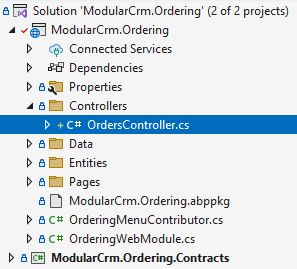 Solution 'ModularCrm.Ordering' (2 of 2 projects)
ModularCrm.Ordering
Connected Services
Dependencies
Properties
Controllers
C# OrdersController.cs
Data
Entities
Pages
ModularCrm.Ordering.abppkg
C# OrderingMenuContributor.cs
C# OrderingWebModule.cs
C# ModularCrm.Ordering.Contracts